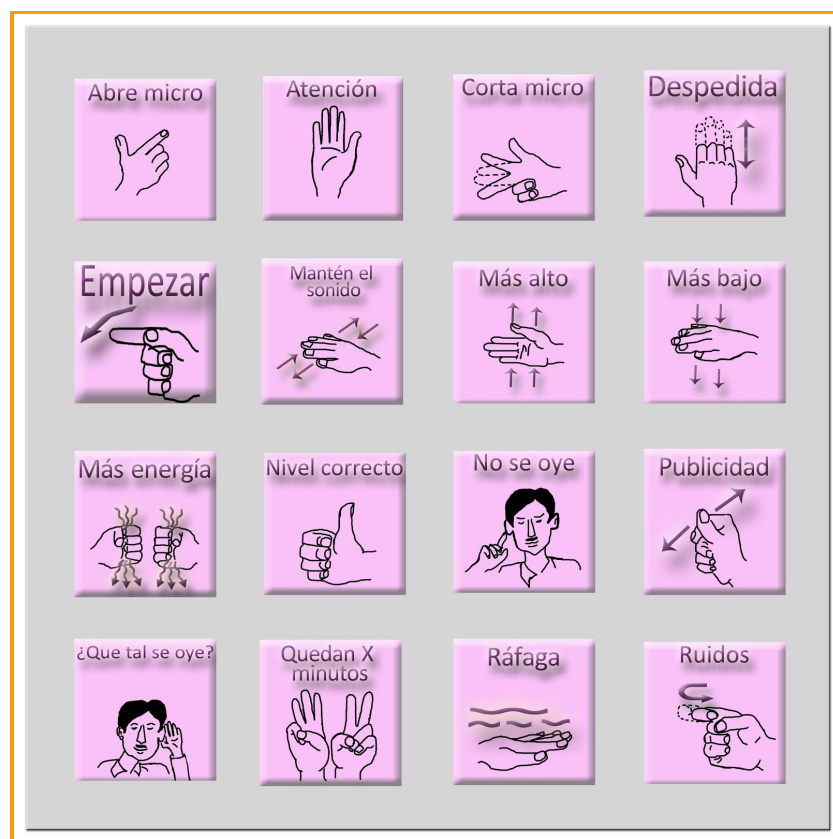 Abre micro
Atención
Corta micro
Despedida
Empezar
Mantén el
sonido
Más alto
Más bajo
Más energía
Nivel correcto
No se oye
Publicidad
¿Que tal se oye?
Quedan X
minutos
Ráfaga
Ruidos